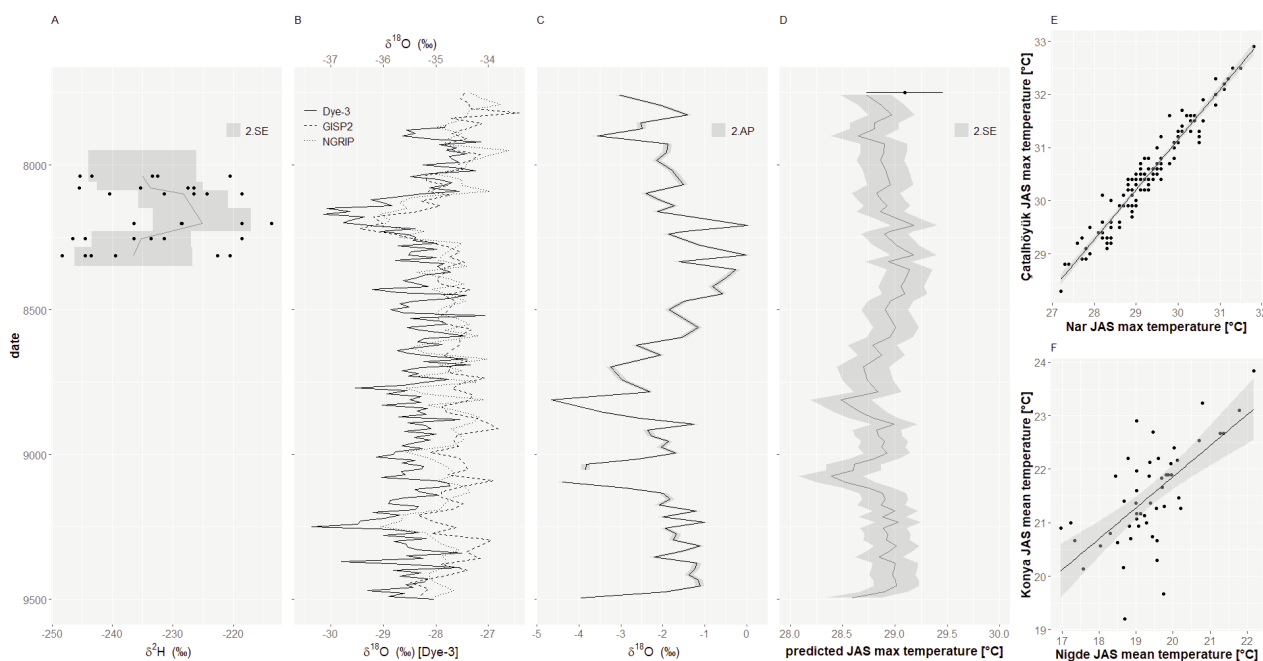 A
B
C
D
E
F
δ¹⁸O (‰)
-37
-36
-35
-34
Dye-3
GISP2
NGRIP
2.SE
2.AP
2.SE
date
8000
8500
9000
9500
-250
-240
-230
-220
δ²H (‰)
-30
-29
-28
-27
δ¹⁸O (‰) [Dye-3]
-5
-4
-3
-2
-1
0
δ¹⁸O (‰)
28.0
28.5
29.0
29.5
30.0
predicted JAS max temperature [°C]
Çatalhöyük JAS max temperature [°C]
33
32
31
30
29
27
28
29
30
31
32
Nar JAS max temperature [°C]
Konya JAS mean temperature [°C]
24
23
22
21
20
19
17
18
19
20
21
22
Nigde JAS mean temperature [°C]